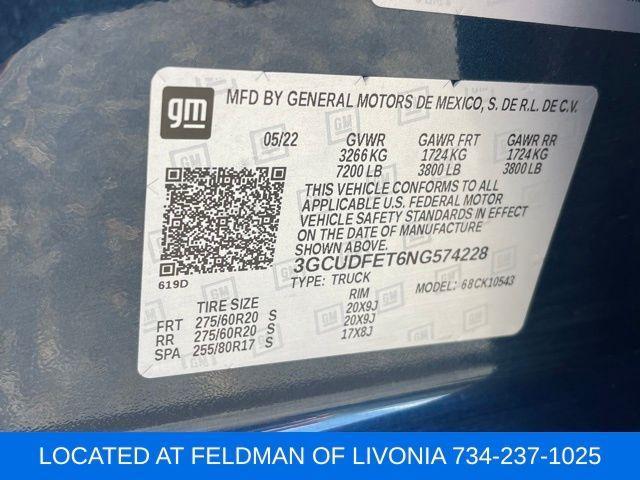 gm
MFD BY GENERAL MOTORS DE MEXICO, S. DE R.L. DE C.V.
05/22 GVWR GAWR FRT GAWR RR
3266 KG 1724 KG 1724 KG
7200 LB 3800 LB 3800 LB
THIS VEHICLE CONFORMS TO ALL
APPLICABLE U.S. FEDERAL MOTOR
VEHICLE SAFETY STANDARDS IN EFFECT
ON THE DATE OF MANUFACTURE
SHOWN ABOVE.
3GCUDFET6NG574228
619D
TYPE: TRUCK MODEL: 68CK10543
TIRE SIZE RIM
FRT 275/60R20 S 20X9J
RR 275/60R20 S 20X9J
SPA 255/80R17 S 17X8J
LOCATED AT FELDMAN OF LIVONIA 734-237-1025